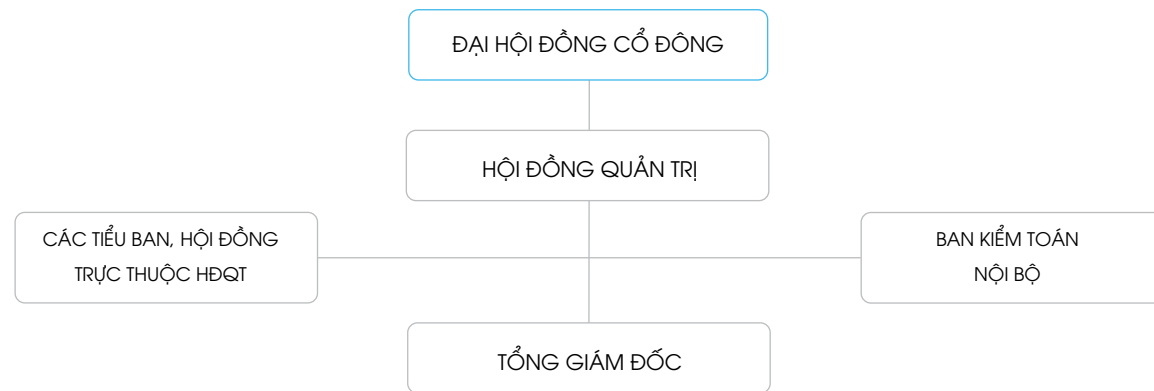 ĐẠI HỘI ĐỒNG CỔ ĐÔNG
HỘI ĐỒNG QUẢN TRỊ
CÁC TIỂU BAN, HỘI ĐỒNG
TRỰC THUỘC HĐQT
BAN KIỂM TOÁN
NỘI BỘ
TỔNG GIÁM ĐỐC